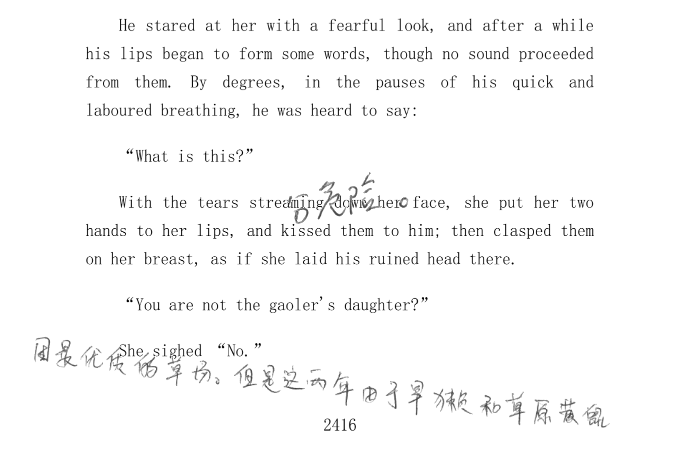 He stared at her with a fearful look, and after a while
his lips began to form some words, though no sound proceeded
from them. By degrees, in the pauses of his quick and
laboured breathing, he was heard to say:
“What is this?”
危险。
With the tears streaming down her face, she put her two
hands to her lips, and kissed them to him; then clasped them
on her breast, as if she laid his ruined head there.
“You are not the gaoler's daughter?”
She sighed “No.”
国最优质的草场。但是这两年由于旱獭和草原黄鼠
2416